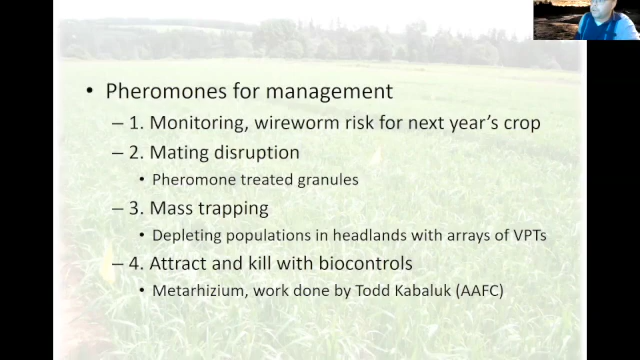 • Pheromones for management
– 1. Monitoring, wireworm risk for next year's crop
– 2. Mating disruption
• Pheromone treated granules
– 3. Mass trapping
• Depleting populations in headlands with arrays of VPTs
– 4. Attract and kill with biocontrols
• Metarhizium, work done by Todd Kabaluk (AAFC)